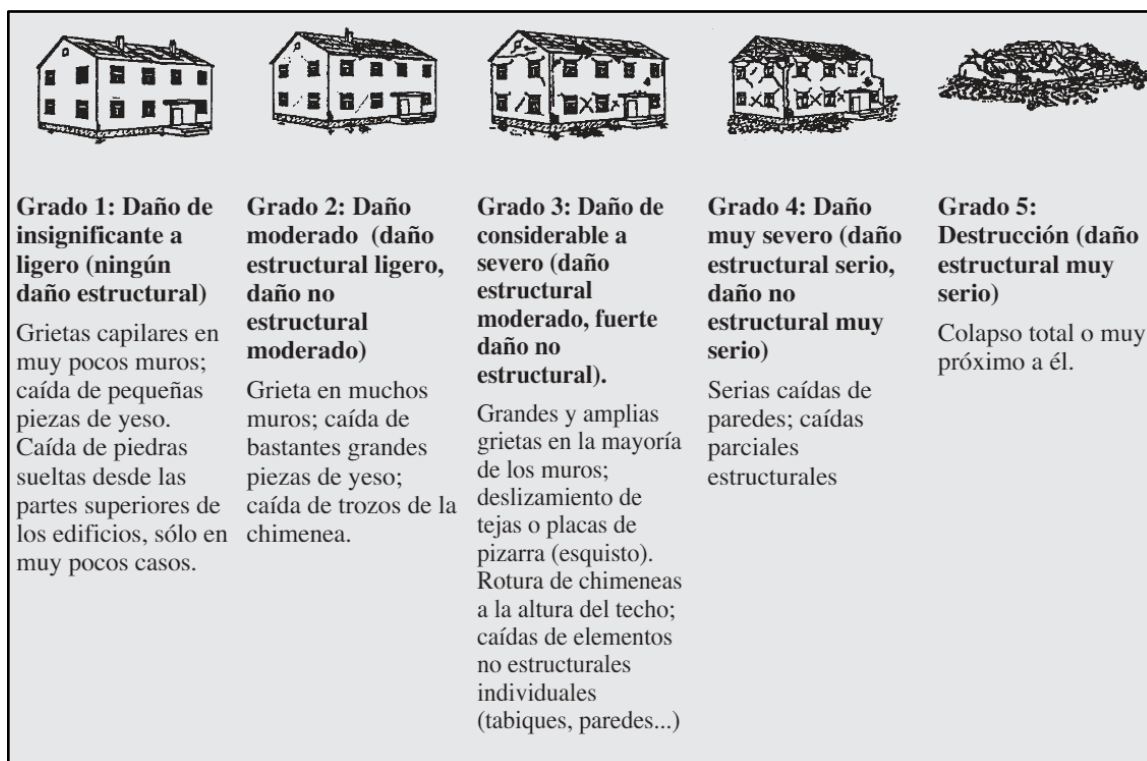 Grado 1: Daño de
insignificante a
ligero (ningún
daño estructural)
Grietas capilares en
muy pocos muros;
caída de pequeñas
piezas de yeso.
Caída de piedras
sueltas desde las
partes superiores de
los edificios, sólo en
muy pocos casos.
Grado 2: Daño
moderado (daño
estructural ligero,
daño no
estructural
moderado)
Grieta en muchos
muros; caída de
bastantes grandes
piezas de yeso;
caída de trozos de la
chimenea.
Grado 3: Daño de
considerable a
severo (daño
estructural
moderado, fuerte
daño no
estructural).
Grandes y amplias
grietas en la mayoría
de los muros;
deslizamiento de
tejas o placas de
pizarra (esquisto).
Rotura de chimeneas
a la altura del techo;
caídas de elementos
no estructurales
individuales
(tabiques, paredes...)
Grado 4: Daño
muy severo (daño
estructural serio,
daño no
estructural muy
serio)
Serias caídas de
paredes; caídas
parciales
estructurales
Grado 5:
Destrucción (daño
estructural muy
serio)
Colapso total o muy
próximo a él.